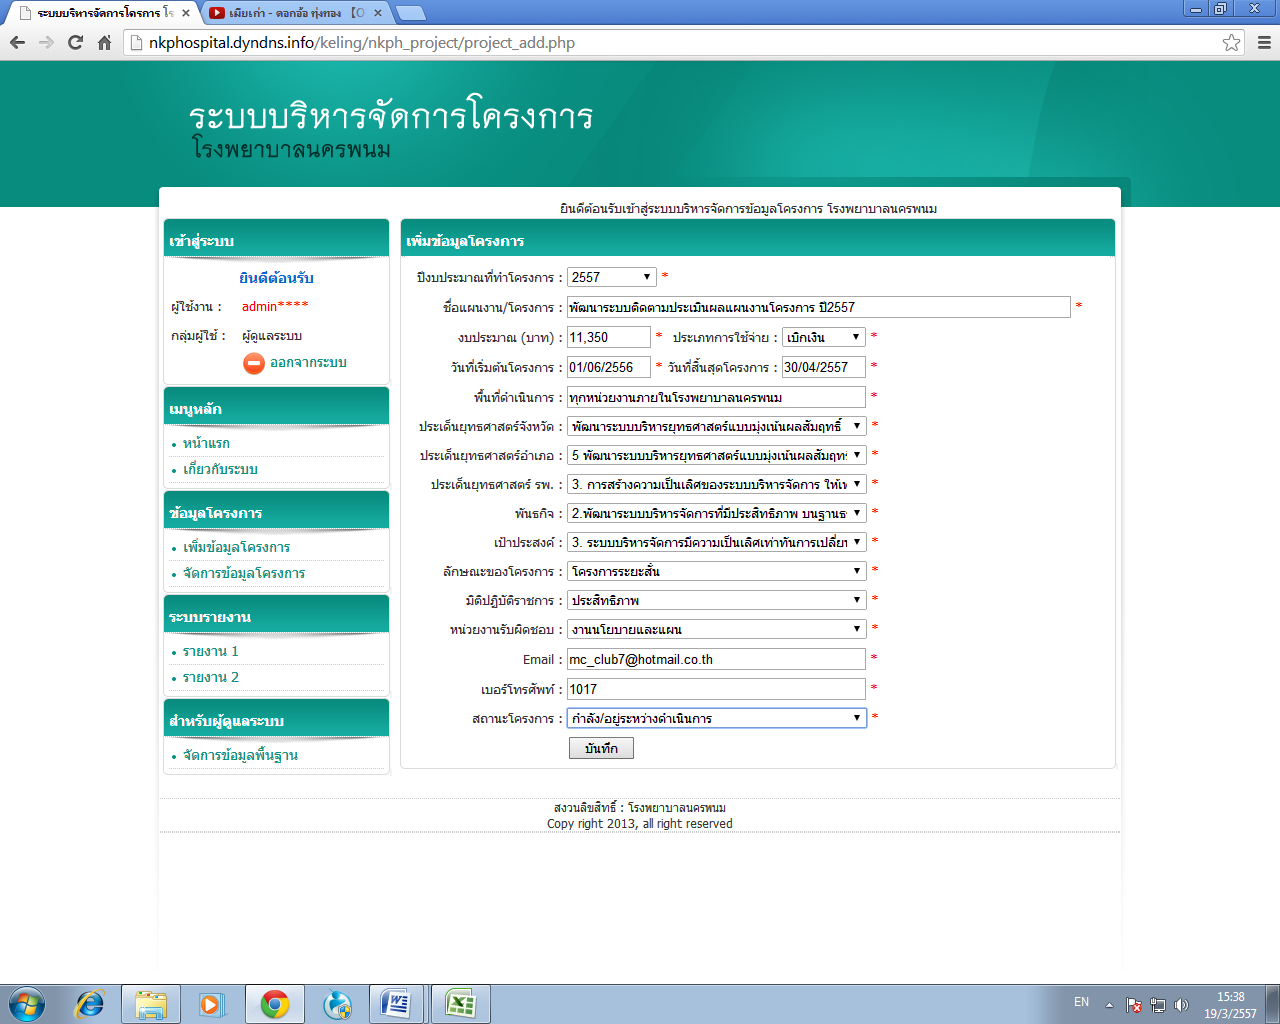 ระบบบริหารจัดการโครงการ โร
เมียเก่า - ดอกอ้อ ทุ่งทอง 【O
nkphospital.dyndns.info/keling/nkph_project/project_add.php
ระบบบริหารจัดการโครงการ
โรงพยาบาลนครพนม
ยินดีต้อนรับเข้าสู่ระบบบริหารจัดการข้อมูลโครงการ โรงพยาบาลนครพนม
เข้าสู่ระบบ
ยินดีต้อนรับ
ผู้ใช้งาน : admin****
กลุ่มผู้ใช้ : ผู้ดูแลระบบ
ออกจากระบบ
เมนูหลัก
หน้าแรก
เกี่ยวกับระบบ
ข้อมูลโครงการ
เพิ่มข้อมูลโครงการ
จัดการข้อมูลโครงการ
ระบบรายงาน
รายงาน 1
รายงาน 2
สำหรับผู้ดูแลระบบ
จัดการข้อมูลพื้นฐาน
เพิ่มข้อมูลโครงการ
ปีงบประมาณที่ทำโครงการ : 2557 *
ชื่อแผนงาน/โครงการ : พัฒนาระบบติดตามประเมินผลแผนงานโครงการ ปี2557 *
งบประมาณ (บาท) : 11,350 * ประเภทการใช้จ่าย : เบิกเงิน *
วันที่เริ่มต้นโครงการ : 01/06/2556 * วันที่สิ้นสุดโครงการ : 30/04/2557 *
พื้นที่ดำเนินการ : ทุกหน่วยงานภายในโรงพยาบาลนครพนม *
ประเด็นยุทธศาสตร์จังหวัด : พัฒนาระบบบริหารยุทธศาสตร์แบบมุ่งเน้นผลสัมฤทธิ์ *
ประเด็นยุทธศาสตร์อำเภอ : 5 พัฒนาระบบบริหารยุทธศาสตร์แบบมุ่งเน้นผลสัมฤทธิ *
ประเด็นยุทธศาสตร์ รพ. : 3. การสร้างความเป็นเลิศของระบบบริหารจัดการ ให้เท *
พันธกิจ : 2.พัฒนาระบบบริหารจัดการที่มีประสิทธิภาพ บนฐานธร *
เป้าประสงค์ : 3. ระบบบริหารจัดการมีความเป็นเลิศเท่าทันการเปลี่ยน *
ลักษณะของโครงการ : โครงการระยะสั่น *
มิติปฏิบัติราชการ : ประสิทธิภาพ *
หน่วยงานรับผิดชอบ : งานนโยบายและแผน *
Email : mc_club7@hotmail.co.th *
เบอร์โทรศัพท์ : 1017 *
สถานะโครงการ : กำลัง/อยู่ระหว่างดำเนินการ *
บันทึก
สงวนลิขสิทธิ์ : โรงพยาบาลนครพนม
Copy right 2013, all right reserved
EN
15:38
19/3/2557